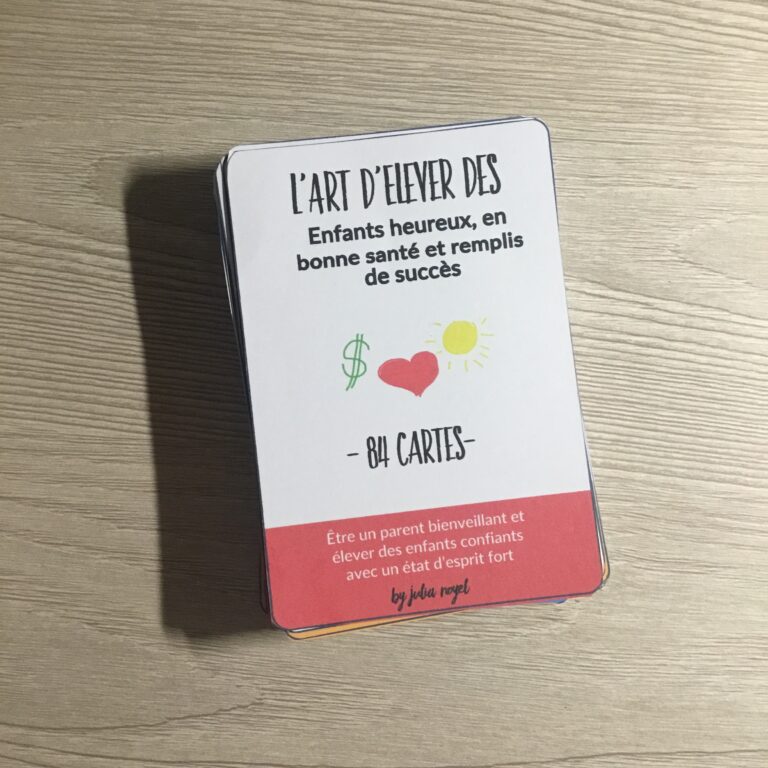 L'ART D'ELEVER DES
Enfants heureux, en
bonne santé et remplis
de succès
$
- 84 CARTES-
Être un parent bienveillant et
élever des enfants confiants
avec un état d'esprit fort
by julia noyel